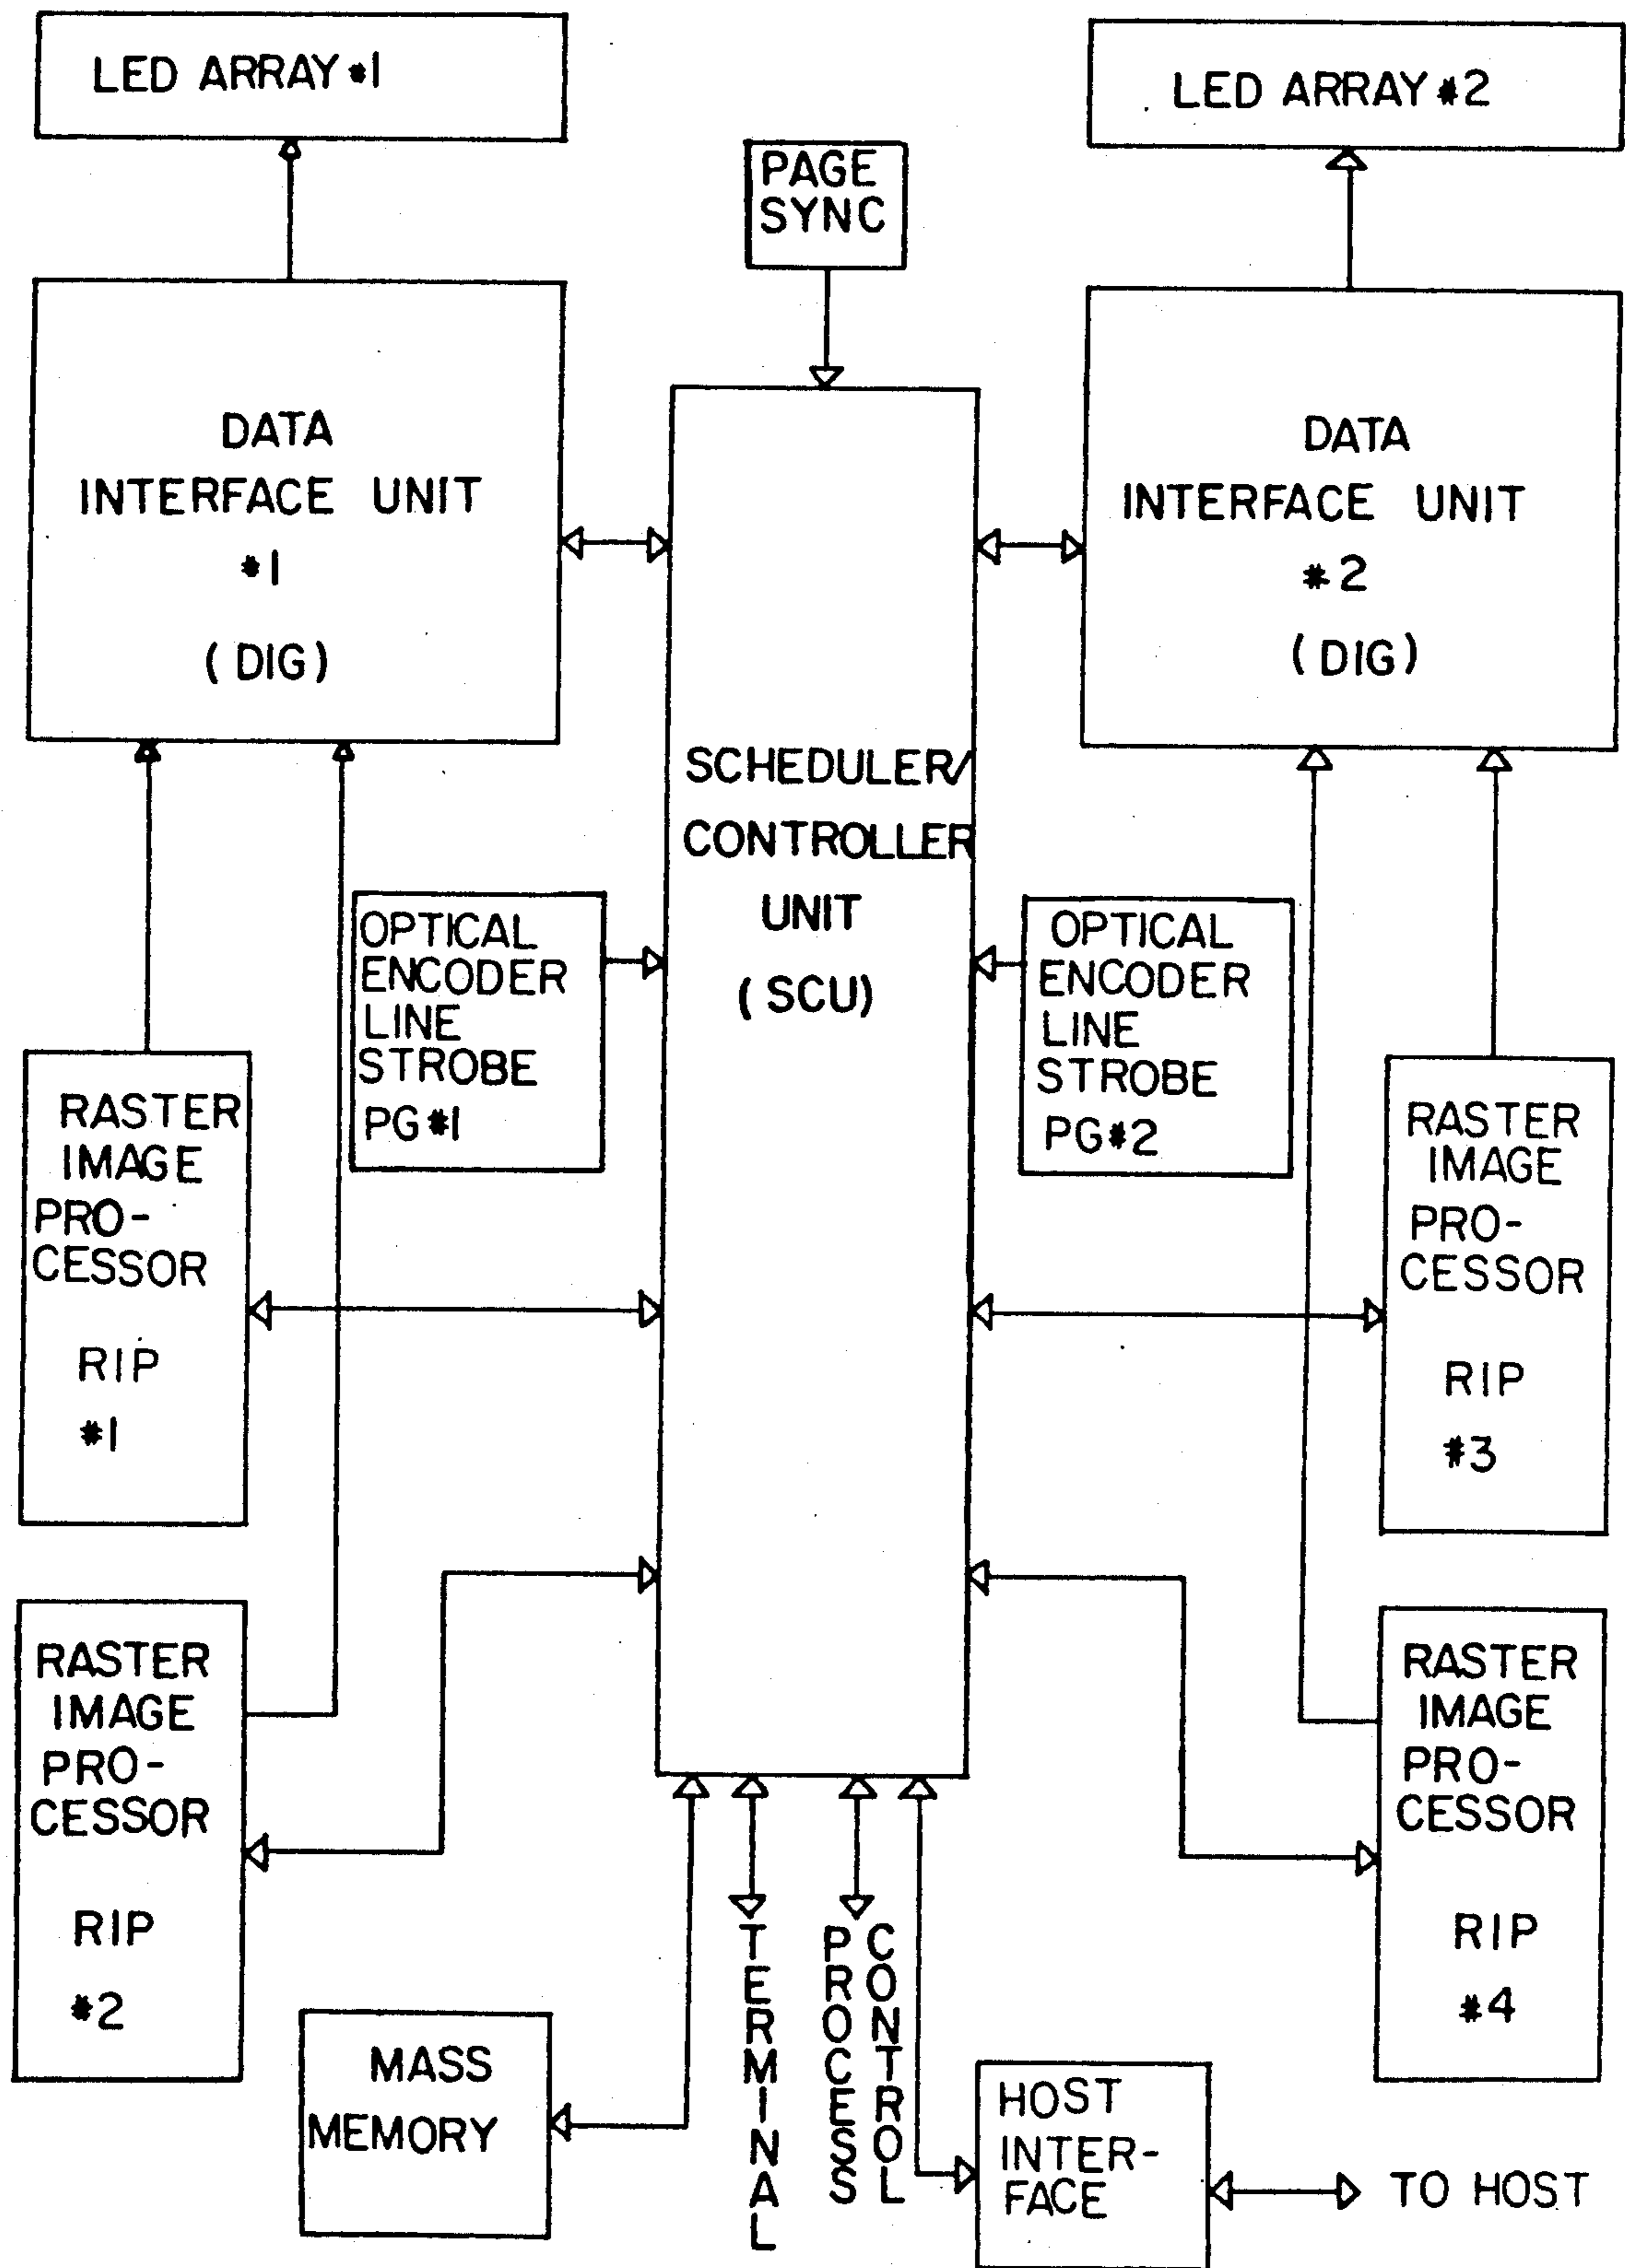 LED ARRAY #1
LED ARRAY #2
PAGE
SYNC
DATA
INTERFACE UNIT
#1
(DIG)
DATA
INTERFACE UNIT
#2
(DIG)
SCHEDULER/
CONTROLLER
UNIT
(SCU)
OPTICAL
ENCODER
LINE
STROBE
PG#1
OPTICAL
ENCODER
LINE
STROBE
PG#2
RASTER
IMAGE
PRO-
CESSOR
RIP
#1
RASTER
IMAGE
PRO-
CESSOR
RIP
#3
RASTER
IMAGE
PRO-
CESSOR
RIP
#2
RASTER
IMAGE
PRO-
CESSOR
RIP
#4
MASS
MEMORY
TERMINAL
PROCESS
CONTROL
HOST
INTER-
FACE
TO HOST